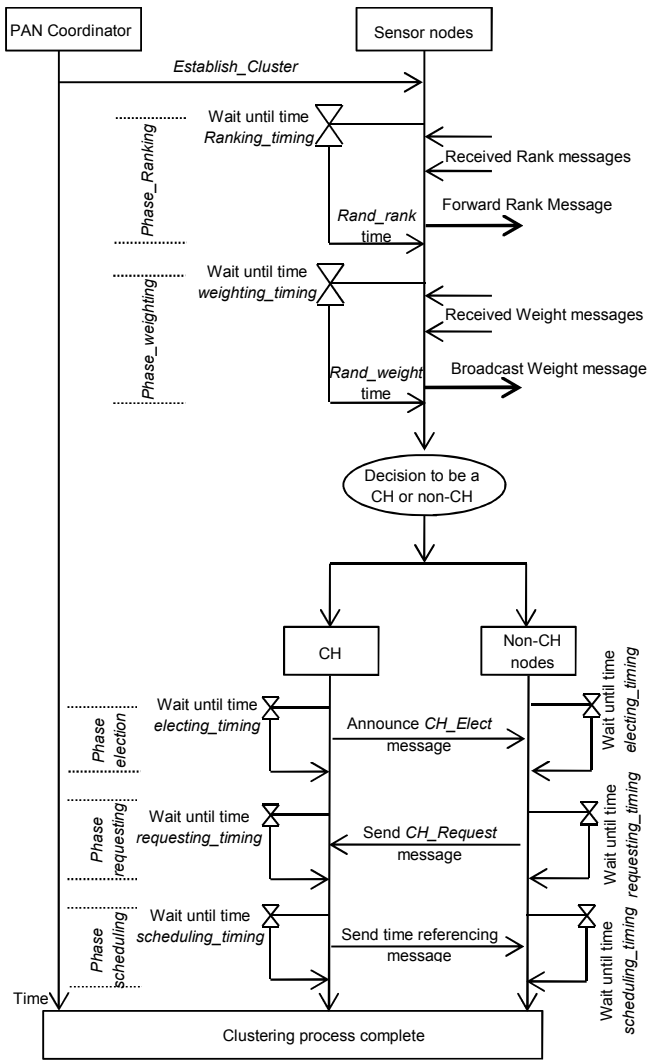 PAN Coordinator
Sensor nodes
Establish_Cluster
Phase_Ranking
Wait until time
Ranking_timing
Received Rank messages
Forward Rank Message
Rand_rank
time
Phase_weighting
Wait until time
weighting_timing
Received Weight messages
Broadcast Weight message
Rand_weight
time
Decision to be a
CH or non-CH
CH
Non-CH
nodes
Phase
election
Wait until time
electing_timing
Announce CH_Elect
message
Wait until time
electing_timing
Phase
requesting
Wait until time
requesting_timing
Send CH_Request
message
Wait until time
requesting_timing
Phase
scheduling
Wait until time
scheduling_timing
Send time referencing
message
Wait until time
scheduling_timing
Time
Clustering process complete